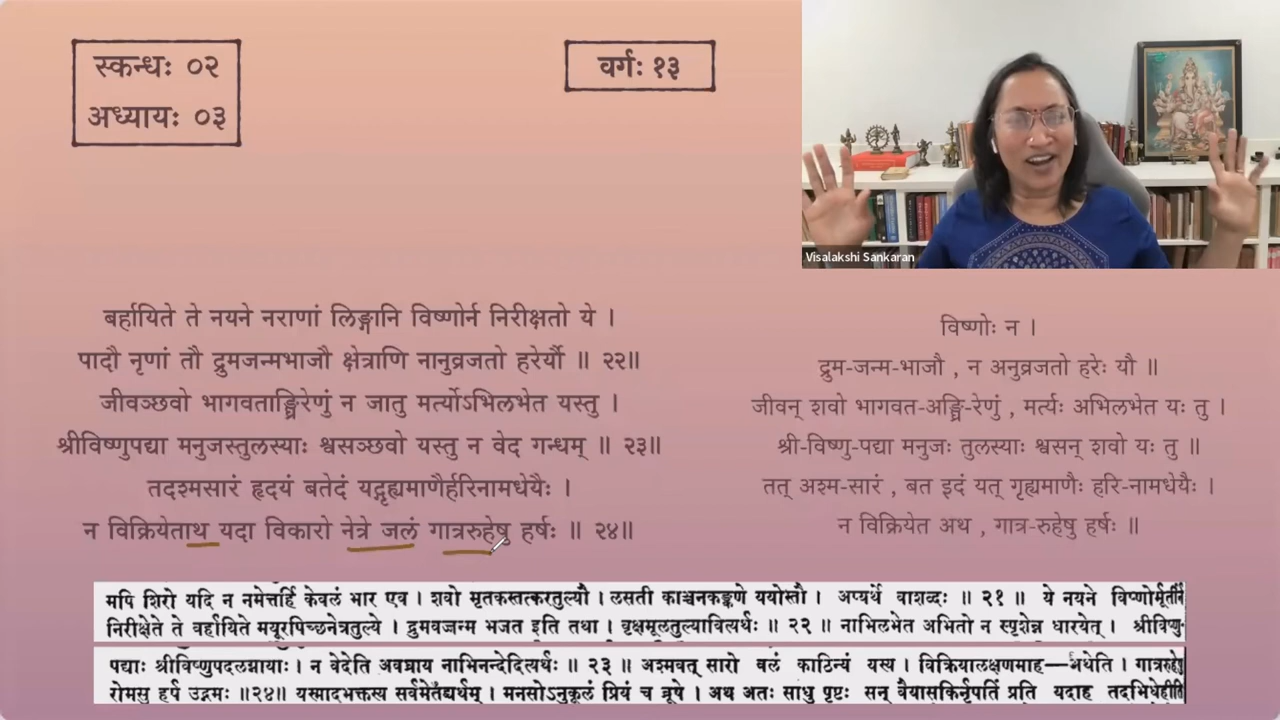 स्कन्धः ०२
अध्यायः ०३
वर्गः १३
Visalakshi Sankaran
बर्हायिते ते नयने नराणां लिङ्गानि विष्णोर्न निरीक्षतो ये ।
पादौ नृणां तौ द्रुमजन्मभाजौ क्षेत्राणि नानुव्रजतो हरेर्यौ ॥ २२॥
जीवञ्छवो भागवताङ्घ्रिरेणुं न जातु मर्त्योऽभिलभेत यस्तु ।
श्रीविष्णुपद्या मनुजस्तुलस्याः श्वसञ्छवो यस्तु न वेद गन्धम् ॥ २३॥
तदश्मसारं हृदयं बतेदं यद्गृह्यमाणैर्हरिनामधेयैः ।
न विक्रियेताथ यदा विकारो नेत्रे जलं गात्ररुहेषु हर्षः ॥ २४॥
विष्णोः न ।
द्रुम-जन्म-भाजौ , न अनुव्रजतो हरेः यौ ॥
जीवन् शवो भागवत-अङ्घ्रि-रेणुं , मर्त्यः अभिलभेत यः तु ।
श्री-विष्णु-पद्या मनुजः तुलस्याः श्वसन् शवो यः तु ॥
तत् अश्म-सारं , बत इदं यत् गृह्यमाणैः हरि-नामधेयैः ।
न विक्रियेत अथ , गात्र-रुहेषु हर्षः ॥
मपि शिरो यदि न नमेत्तर्हि केवलं भार एव । शवो मृतकस्तत्करतुल्यौ । लसती काञ्चनकङ्कणे ययोस्तौ । अप्यर्थे वाशब्दः ॥ २१ ॥ ये नयने विष्णोर्मूर्तीर्न
निरीक्षेते ते बर्हायिते मयूरपिच्छनेत्रतुल्ये । द्रुमवज्जन्म भजत इति तथा । वृक्षमूलतुल्यावित्यर्थः ॥ २२ ॥ नाभिलभेत अभितो न स्पृशेन्न धारयेत् । श्रीविष्णु-
पद्याः श्रीविष्णुपदलग्नायाः । न वेदेति अवघ्राय नाभिनन्देदित्यर्थः ॥ २३ ॥ अश्मवत् सारो बलं काठिन्यं यस्य । विक्रियालक्षणमाह—अथेति । गात्ररुहेषु
रोमसु हर्ष उद्गमः ॥२४॥ यस्मादभक्तस्य सर्वमेतद्व्यर्थम् । मनसोऽनुकूलं प्रियं च ब्रूषे । अथ अतः साधु पृष्टः सन् वैयासकिर्नृपतिं प्रति यदाह तदभिधेहीति